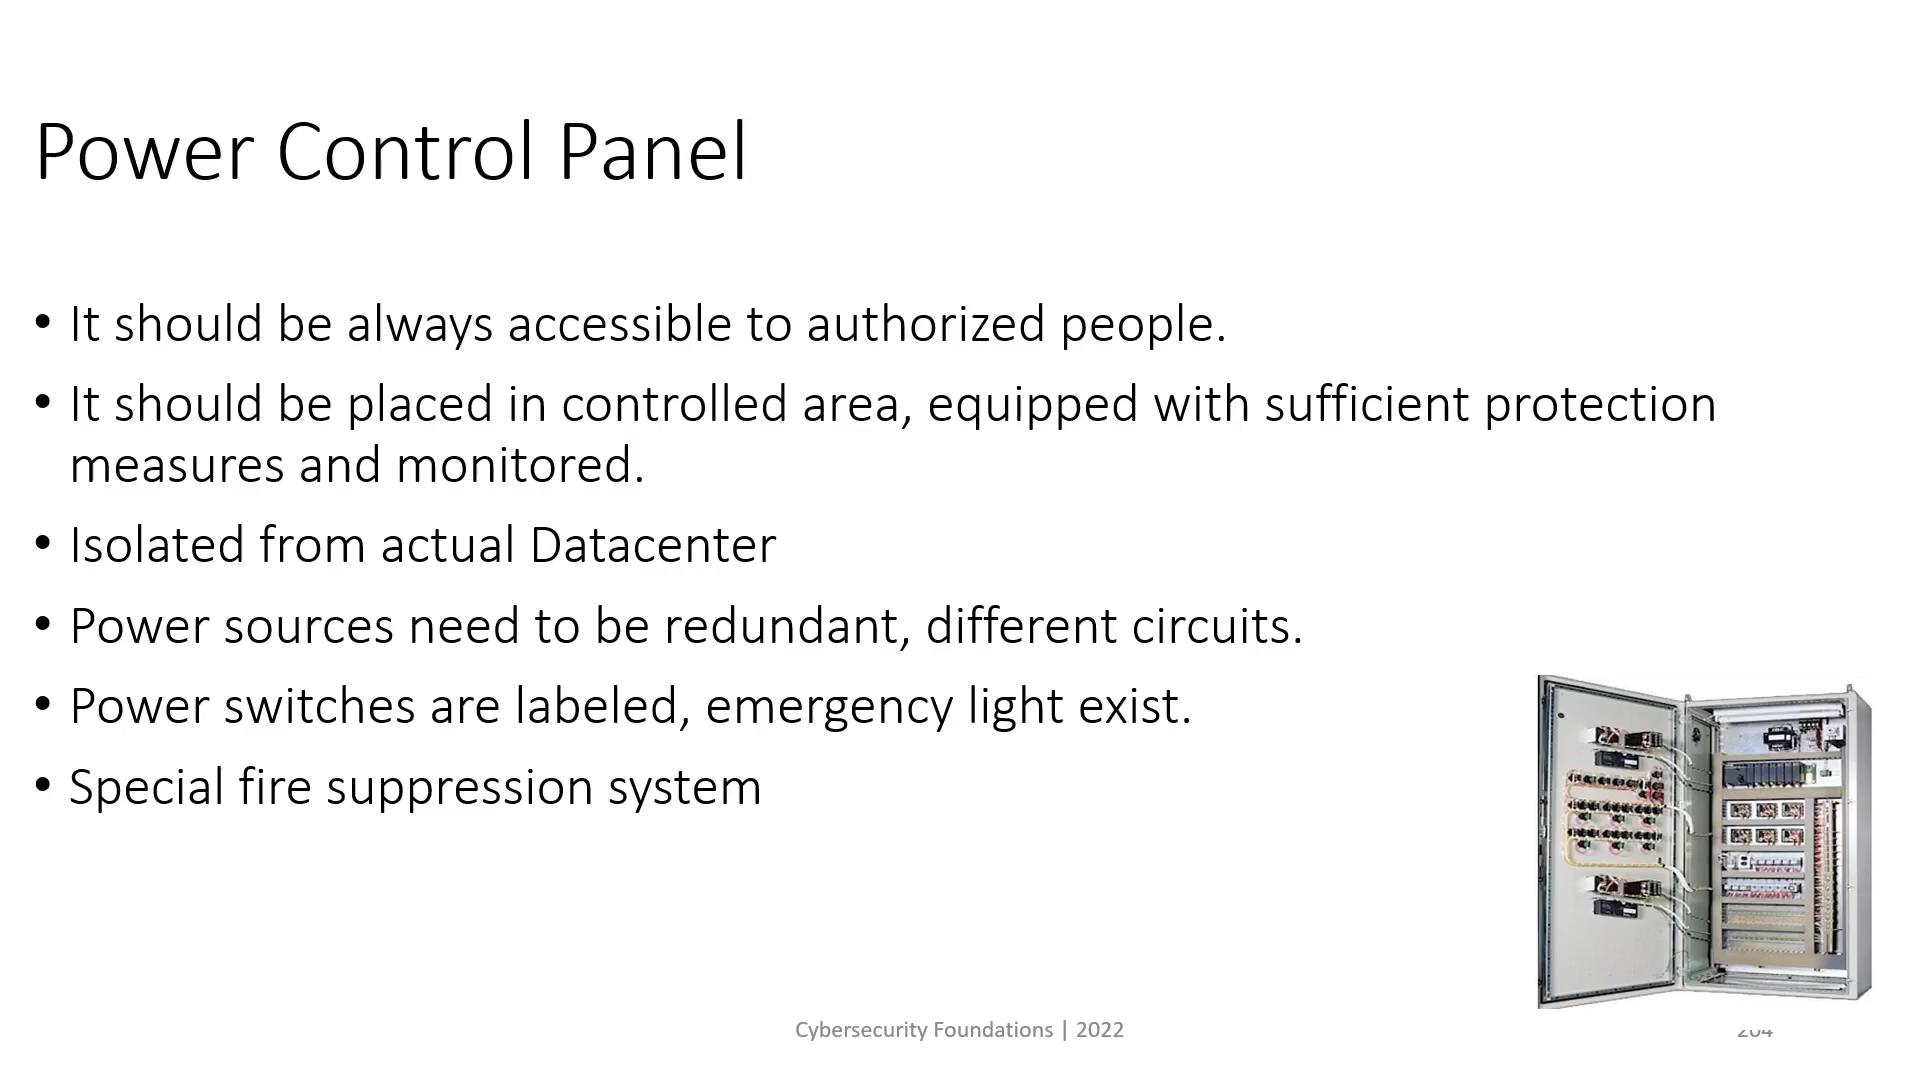 Power Control Panel
• It should be always accessible to authorized people.
• It should be placed in controlled area, equipped with sufficient protection
measures and monitored.
• Isolated from actual Datacenter
• Power sources need to be redundant, different circuits.
• Power switches are labeled, emergency light exist.
• Special fire suppression system
Cybersecurity Foundations | 2022
204